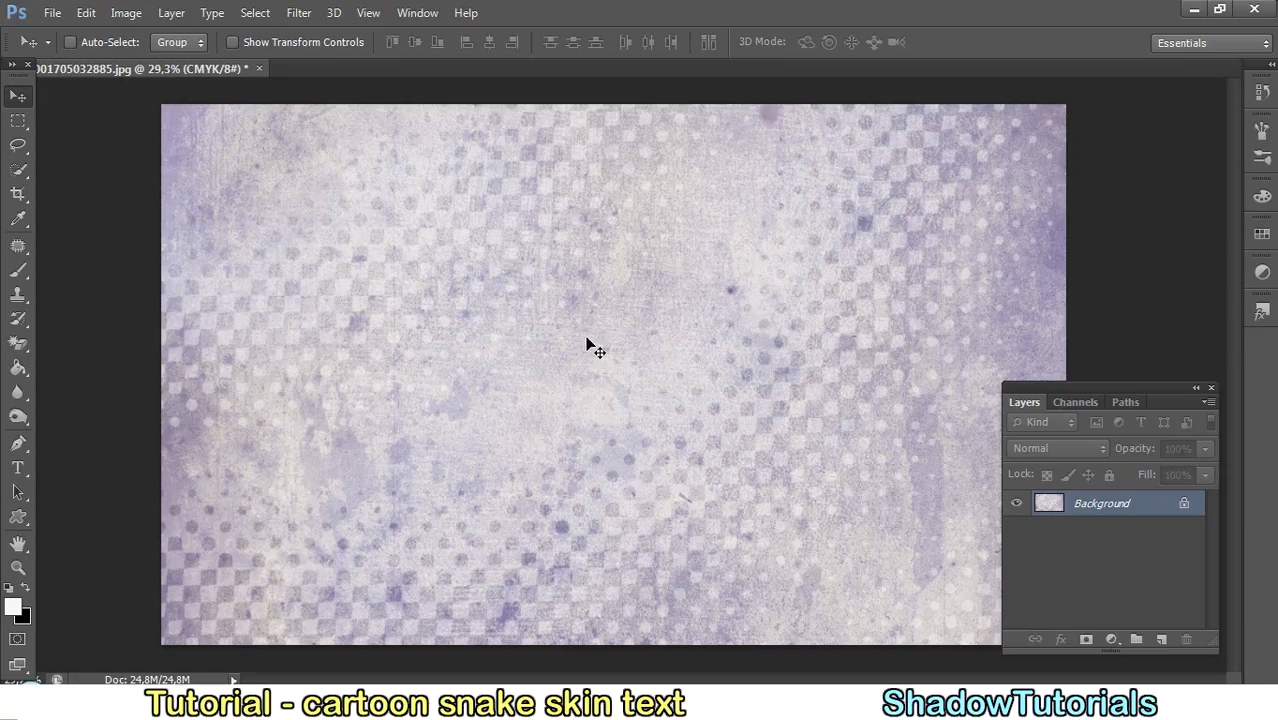 Ps File Edit Image Layer Type Select Filter 3D View Window Help
Auto-Select: Group Show Transform Controls 3D Mode: Essentials
01705032885.jpg @ 29,3% (CMYK/8#) * ×
Layers Channels Paths
Kind
Normal Opacity: 100%
Lock: Fill: 100%
Background
Doc: 24,8M/24,8M
Tutorial - cartoon snake skin text ShadowTutorials